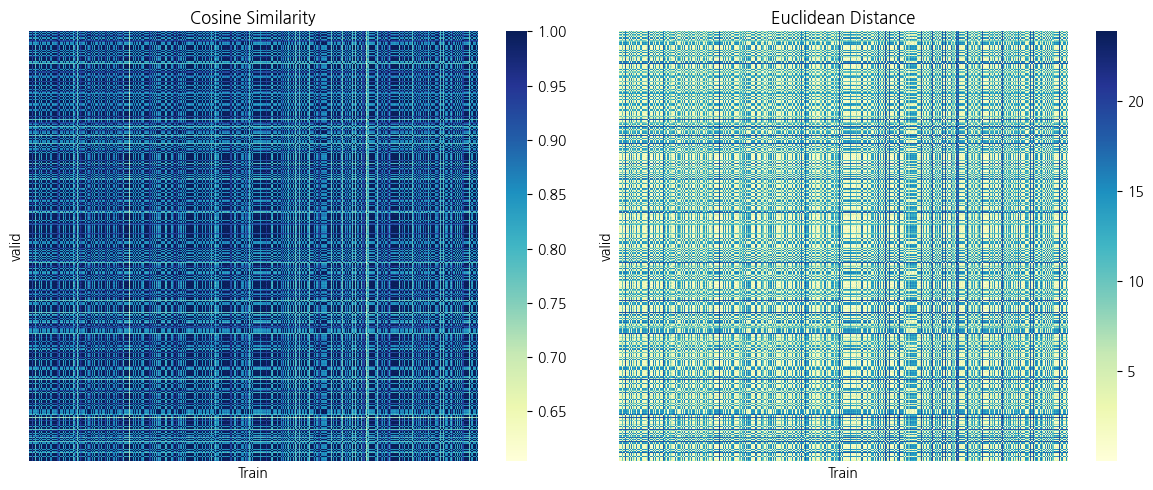 Cosine Similarity
valid
Train
1.00
0.95
0.90
0.85
0.80
0.75
0.70
0.65
Euclidean Distance
valid
Train
20
15
10
5